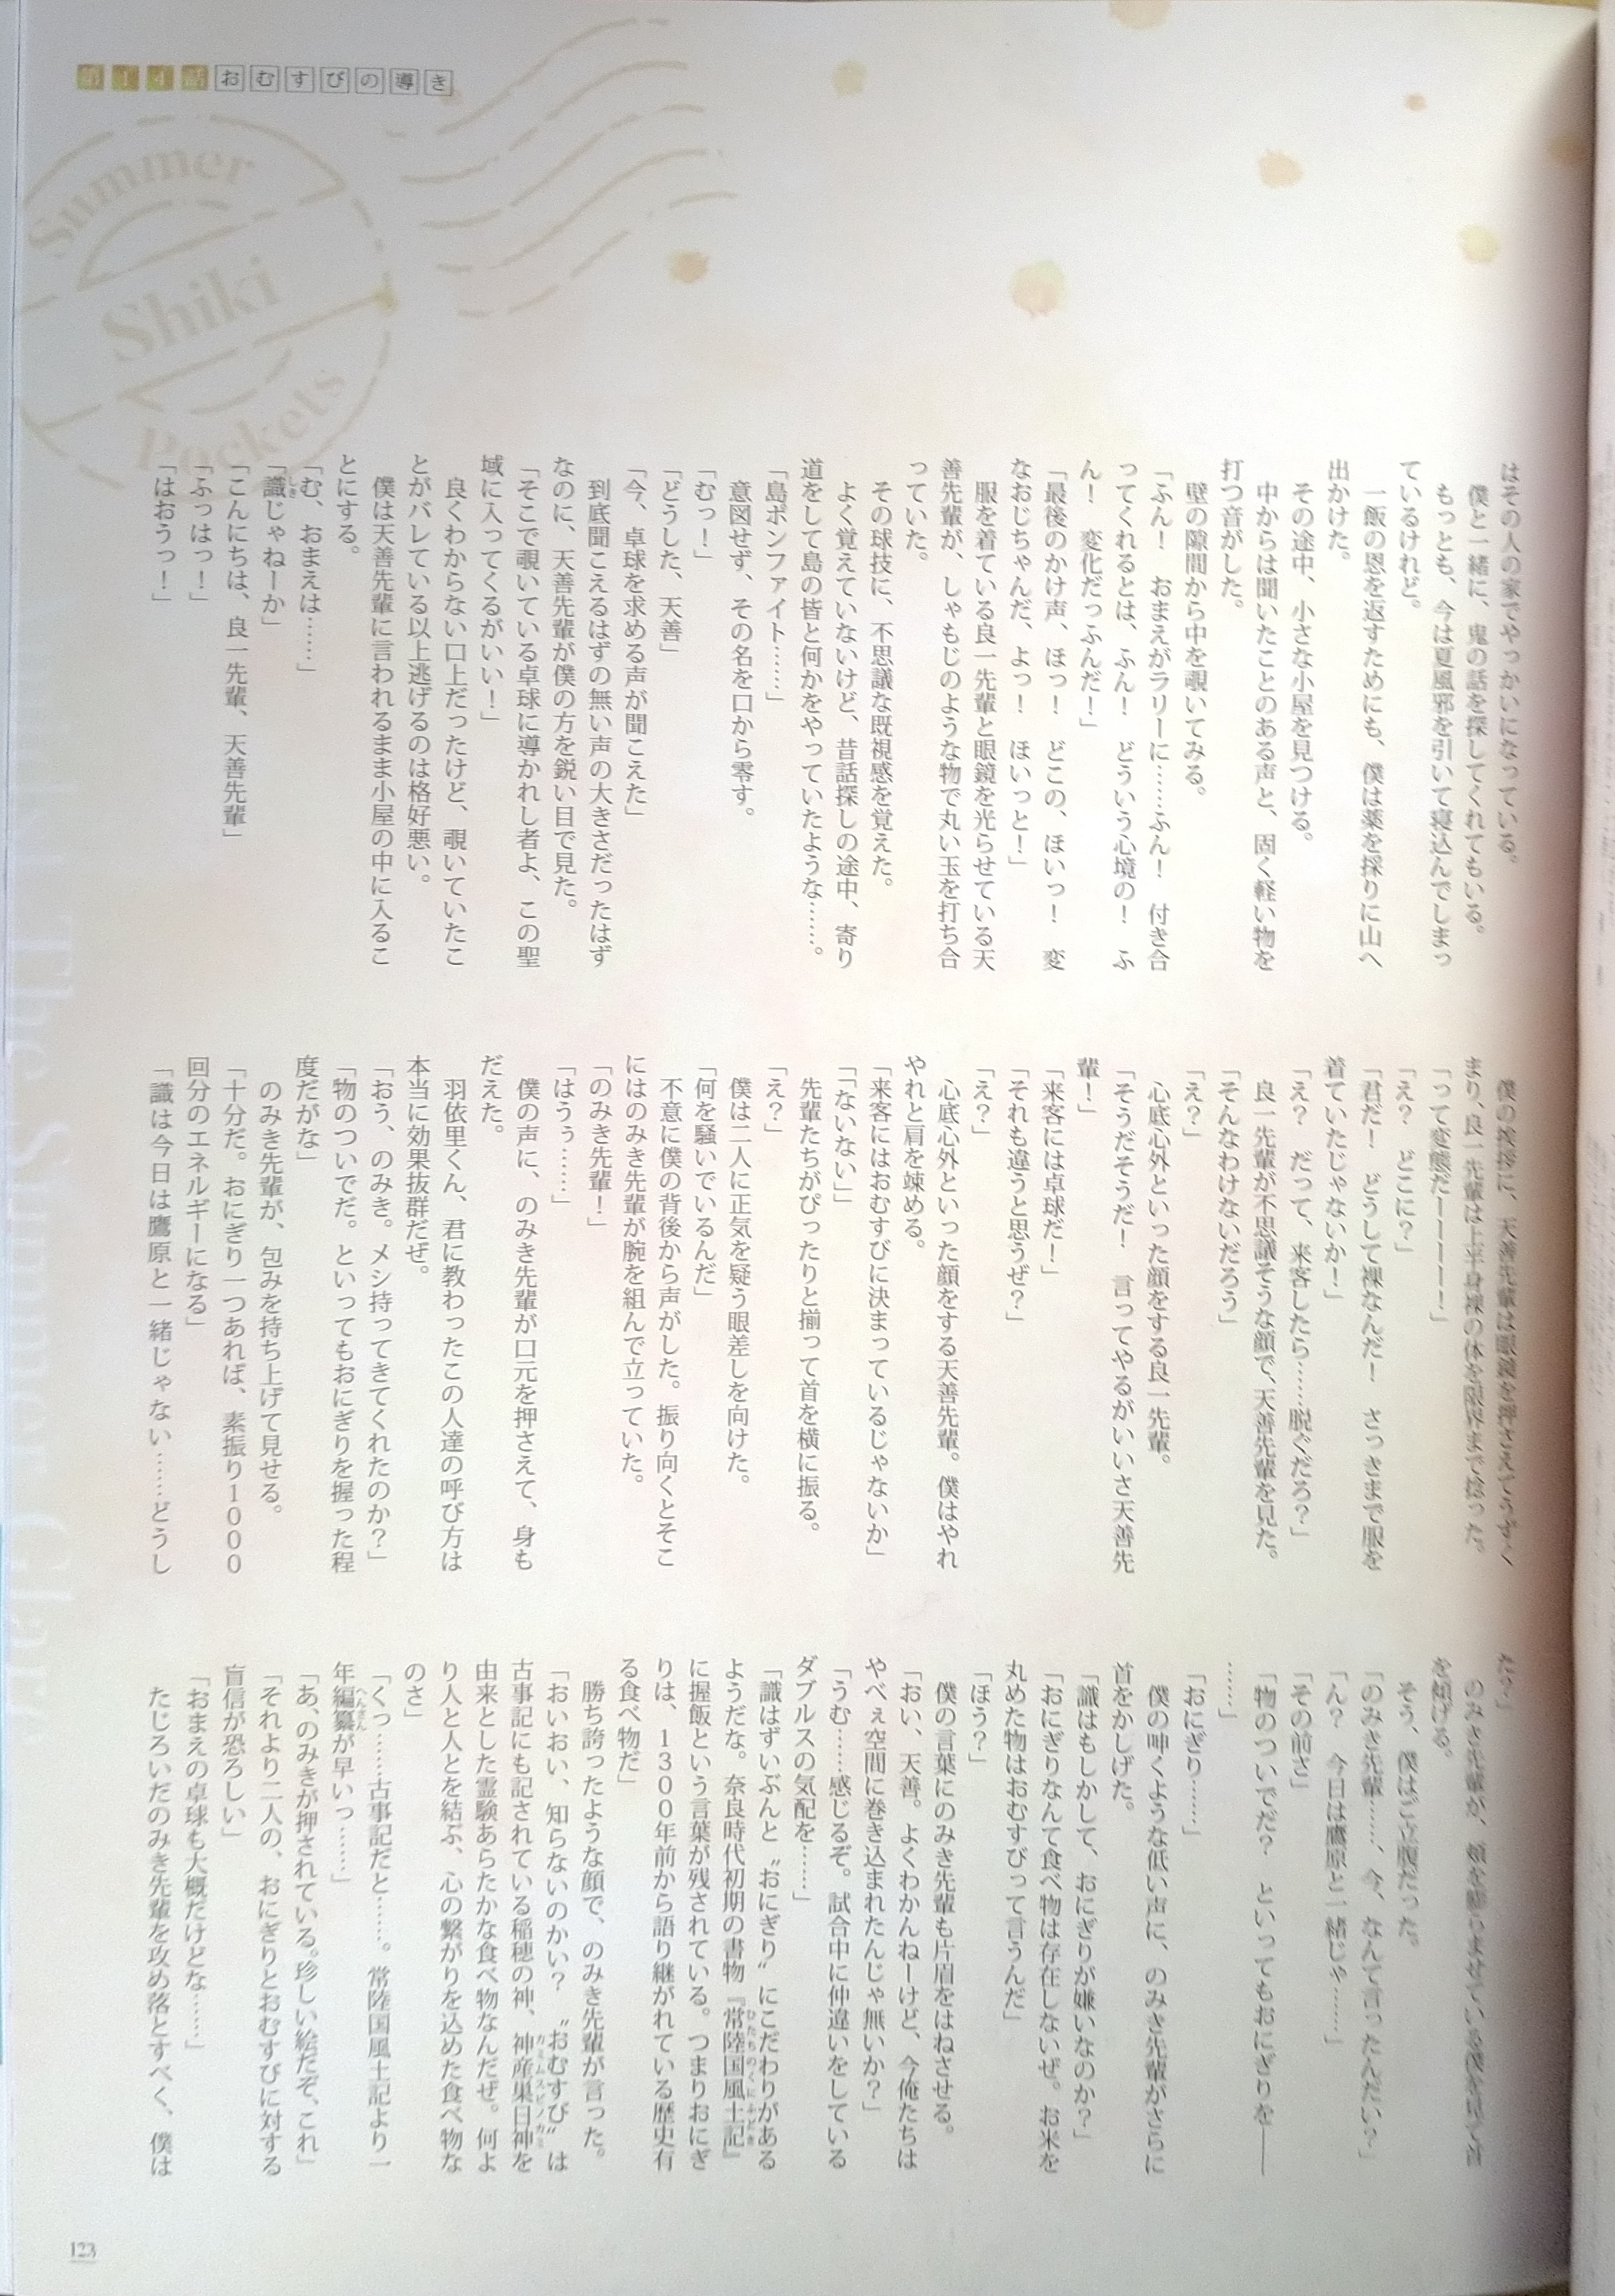 第14話おむすびの導き
Summer
Shiki
Pockets
はその人の家でやっかいになっている。
僕と一緒に、鬼の話を探してくれてもいる。
もっとも、今は夏風邪を引いて寝込んでしまっ
ているけれど。
一飯の恩を返すためにも、僕は薬を採りに山へ
出かけた。
その途中、小さな小屋を見つける。
中からは聞いたことのある声と、固く軽い物を
打つ音がした。
壁の隙間から中を覗いてみる。
「ふん！　おまえがラリーに……ふん！　付き合
ってくれるとは、ふん！　どういう心境の！　ふ
ん！　変化だっふんだ！」
「最後のかけ声、ほっ！　どこの、ほいっ！　変
なおじちゃんだ、よっ！　ほいっと！」
服を着ている良一先輩と眼鏡を光らせている天
善先輩が、しゃもじのような物で丸い玉を打ち合
っていた。
その球技に、不思議な既視感を覚えた。
よく覚えていないけど、昔話探しの途中、寄り
道をして島の皆と何かをやっていたような……。
「島ポンファイト……」
意図せず、その名を口から零す。
「むっ！」
「どうした、天善」
「今、卓球を求める声が聞こえた」
到底聞こえるはずの無い声の大きさだったはず
なのに、天善先輩が僕の方を鋭い目で見た。
「そこで覗いている卓球に導かれし者よ、この聖
域に入ってくるがいい！」
良くわからない口上だったけど、覗いていたこ
とがバレている以上逃げるのは格好悪い。
僕は天善先輩に言われるまま小屋の中に入るこ
とにする。
「む、おまえは……」
「識じゃねーか」
「こんにちは、良一先輩、天善先輩」
「ふっはっ！」
「はおうっ！」
僕の挨拶に、天善先輩は眼鏡を押さえてうずく
まり、良一先輩は上半身裸の体を限界まで捻った。
「って変態だーーーーー！」
「え？　どこに？」
「君だ！　どうして裸なんだ！　さっきまで服を
着ていたじゃないか！」
「え？　だって、来客したら……脱ぐだろ？」
良一先輩が不思議そうな顔で、天善先輩を見た。
「そんなわけないだろう」
「え？」
心底心外といった顔をする良一先輩。
「そうだそうだ！　言ってやるがいいさ天善先
輩！」
「来客には卓球だ！」
「それも違うと思うぜ？」
「え？」
心底心外といった顔をする天善先輩。僕はやれ
やれと肩を竦める。
「来客にはおむすびに決まっているじゃないか」
「「ないない」」
先輩たちがぴったりと揃って首を横に振る。
「え？」
僕は二人に正気を疑う眼差しを向けた。
「何を騒いでいるんだ」
不意に僕の背後から声がした。振り向くとそこ
にはのみき先輩が腕を組んで立っていた。
「のみき先輩！」
「はうぅ……」
僕の声に、のみき先輩が口元を押さえて、身も
だえた。
羽依里くん、君に教わったこの人達の呼び方は
本当に効果抜群だぜ。
「おう、のみき。メシ持ってきてくれたのか？」
「物のついでだ。といってもおにぎりを握った程
度だがな」
のみき先輩が、包みを持ち上げて見せる。
「十分だ。おにぎり一つあれば、素振り1000
回分のエネルギーになる」
「識は今日は鷹原と一緒じゃない……どうし
た？」
のみき先輩が、頬を膨らませている僕を見て首
を傾げる。
そう、僕はご立腹だった。
「のみき先輩……、今、なんて言ったんだい？」
「ん？　今日は鷹原と一緒じゃ……」
「その前さ」
「物のついでだ？　といってもおにぎりを――
……」
「おにぎり……」
僕の呻くような低い声に、のみき先輩がさらに
首をかしげた。
「識はもしかして、おにぎりが嫌いなのか？」
「おにぎりなんて食べ物は存在しないぜ。お米を
丸めた物はおむすびって言うんだ」
「ほう？」
僕の言葉にのみき先輩も片眉をはねさせる。
「おい、天善。よくわかんねーけど、今俺たちは
やべぇ空間に巻き込まれたんじゃ無いか？」
「うむ……感じるぞ。試合中に仲違いをしている
ダブルスの気配を……」
「識はずいぶんと〝おにぎり〟にこだわりがある
ようだな。奈良時代初期の書物『常陸国風土記』
に握飯という言葉が残されている。つまりおにぎ
りは、1300年前から語り継がれている歴史有
る食べ物だ」
勝ち誇ったような顔で、のみき先輩が言った。
「おいおい、知らないのかい？　〝おむすび〟は
古事記にも記されている稲穂の神、神産巣日神を
由来とした霊験あらたかな食べ物なんだぜ。何よ
り人と人とを結ぶ、心の繋がりを込めた食べ物な
のさ」
「くっ……古事記だと……。常陸国風土記より一
年編纂が早いっ……」
「あ、のみきが押されている。珍しい絵だぞ、これ」
「それより二人の、おにぎりとおむすびに対する
盲信が恐ろしい」
「おまえの卓球も大概だけどな……」
たじろいだのみき先輩を攻め落とすべく、僕は
123